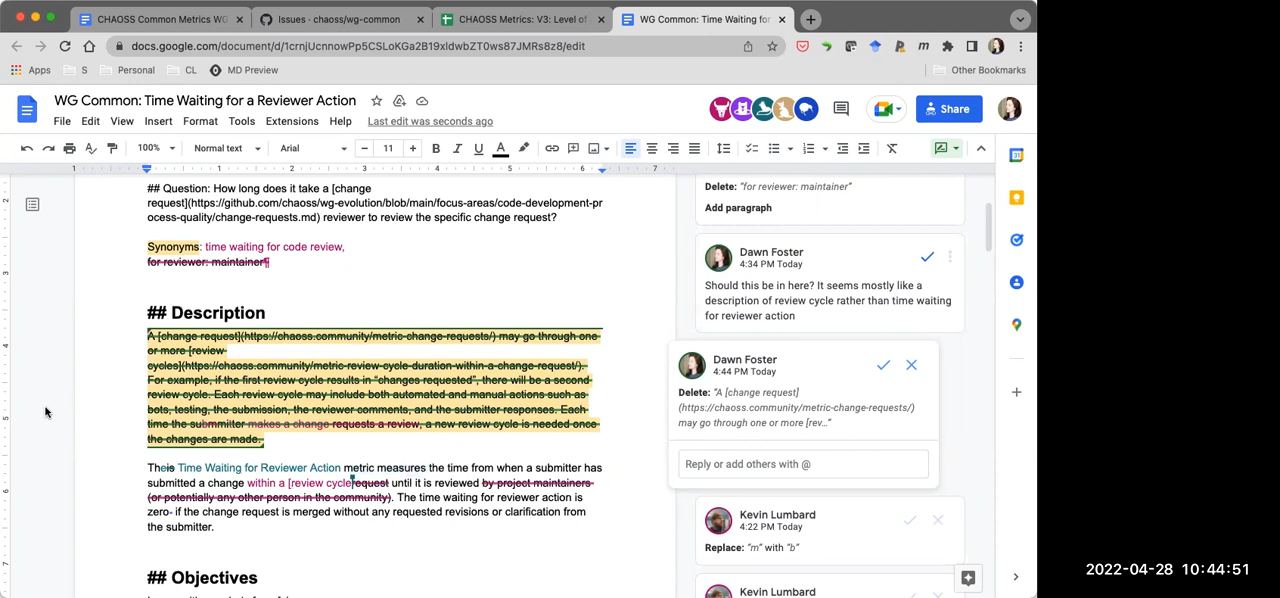 CHAOSS Common Metrics WG
Issues · chaoss/wg-common
CHAOSS Metrics: V3: Level of
WG Common: Time Waiting for
docs.google.com/document/d/1crnjUcnnowPp5CSLoKGa2B19xldwbZT0ws87JMRs8z8/edit
Apps
S
Personal
CL
MD Preview
Other Bookmarks
WG Common: Time Waiting for a Reviewer Action
File Edit View Insert Format Tools Extensions Help Last edit was seconds ago
Share
100%
Normal text
Arial
11
1 1 2 3 4 5 6 7
## Question: How long does it take a [change
request](https://github.com/chaoss/wg-evolution/blob/main/focus-areas/code-development-pr
ocess-quality/change-requests.md) reviewer to review the specific change request?
Synonyms: time waiting for code review,
for reviewer: maintainer¶
## Description
A [change request](https://chaoss.community/metric-change-requests/) may go through one
or more [review
cycles](https://chaoss.community/metric-review-cycle-duration-within-a-change-request/).
For example, if the first review cycle results in “changes requested”, there will be a second
review cycle. Each review cycle may include both automated and manual actions such as
bots, testing, the submission, the reviewer comments, and the submitter responses. Each
time the submmitter makes a change requests a review, a new review cycle is needed once
the changes are made.
Theis Time Waiting for Reviewer Action metric measures the time from when a submitter has
submitted a change within a [review cycle request until it is reviewed by project maintainers
(or potentially any other person in the community). The time waiting for reviewer action is
zero- if the change request is merged without any requested revisions or clarification from
the submitter.
## Objectives
Delete: “for reviewer: maintainer”
Add paragraph
Dawn Foster
4:34 PM Today
Should this be in here? It seems mostly like a
description of review cycle rather than time waiting
for reviewer action
Dawn Foster
4:44 PM Today
Delete: “A [change request]
(https://chaoss.community/metric-change-requests/)
may go through one or more [rev...”
Reply or add others with @
Kevin Lumbard
4:22 PM Today
Replace: “m” with “b”
Kevin Lumbard
2022-04-28 10:44:51